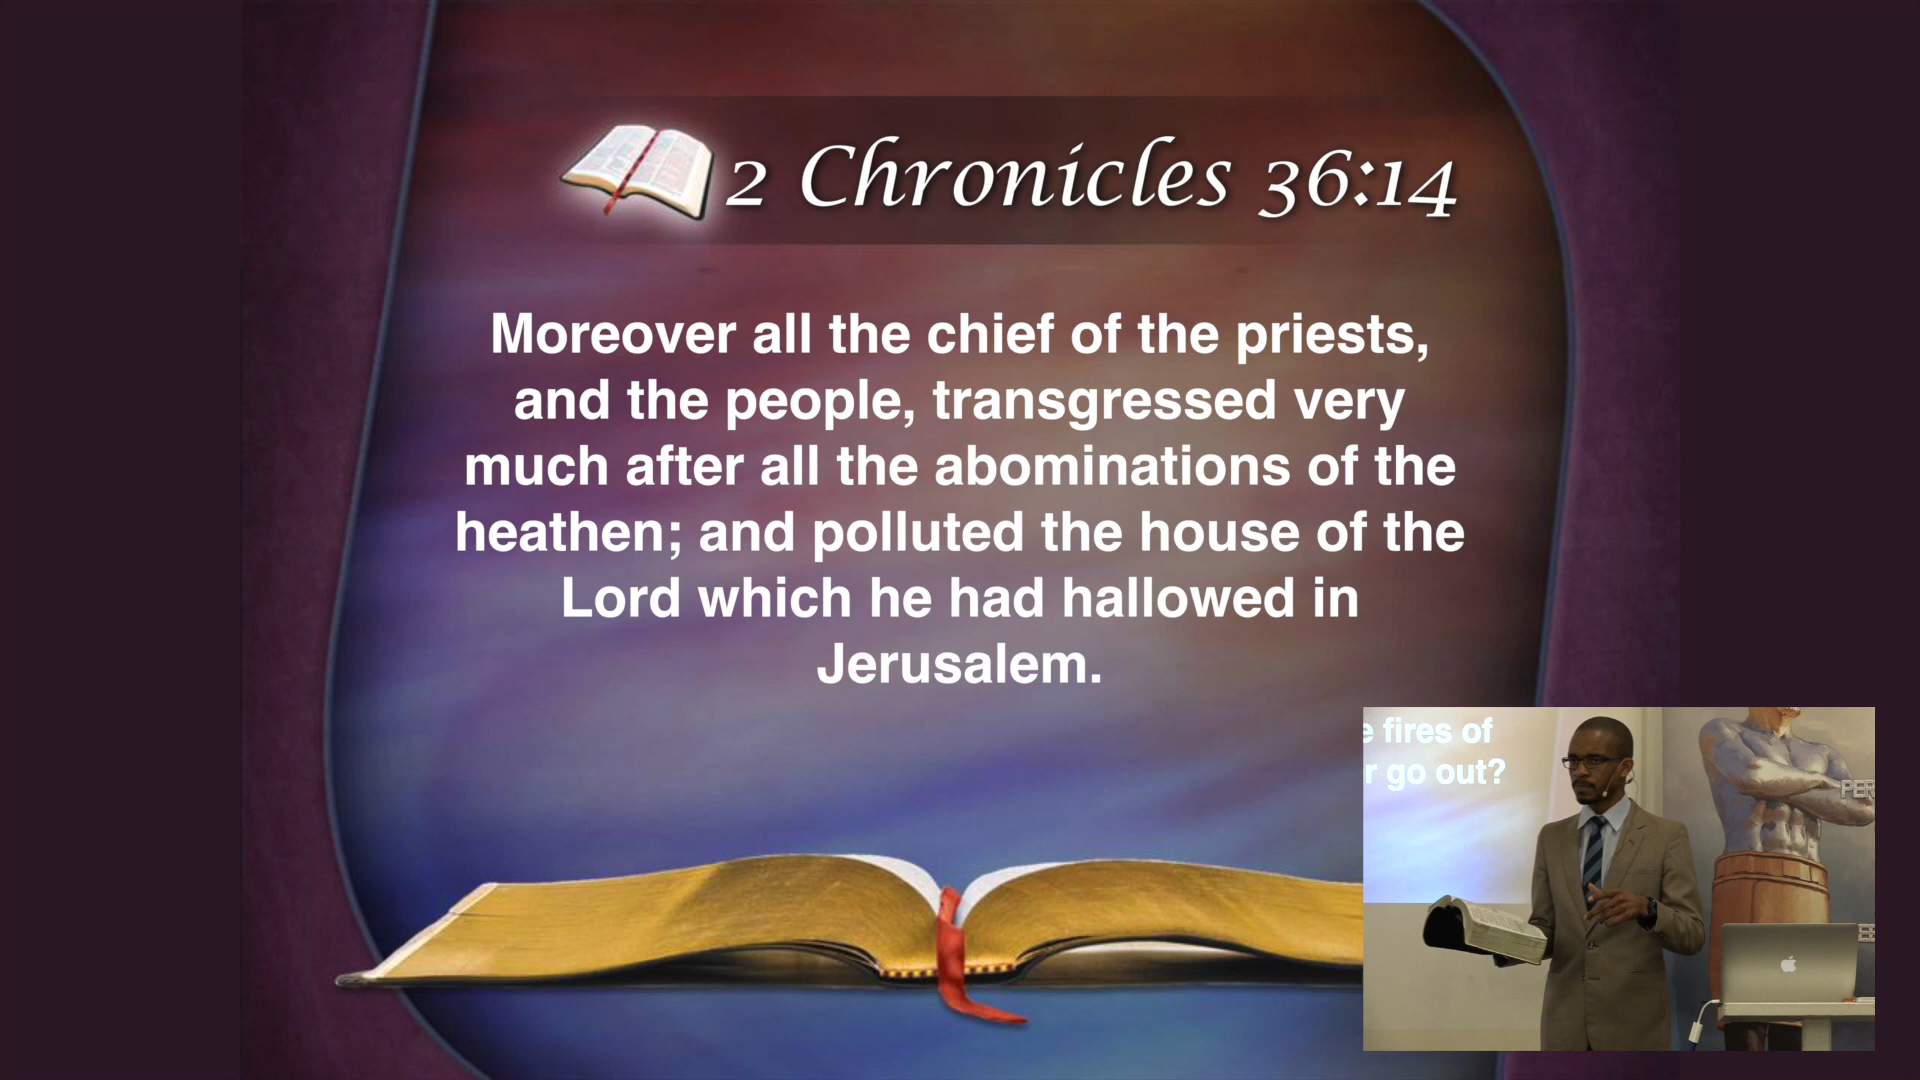 2 Chronicles 36:14
Moreover all the chief of the priests,
and the people, transgressed very
much after all the abominations of the
heathen; and polluted the house of the
Lord which he had hallowed in
Jerusalem.
e fires of
r go out?
PER